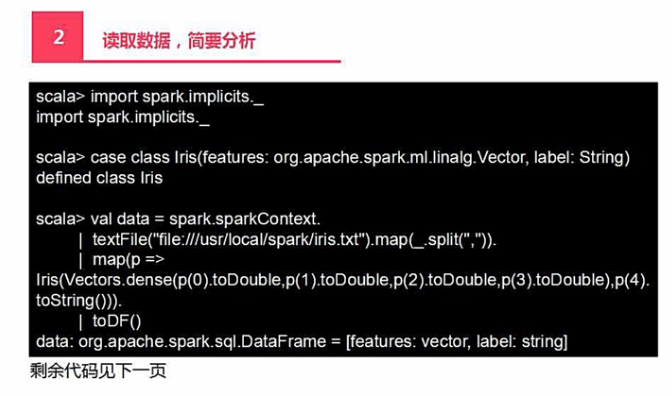 2
读取数据，简要分析
scala> import spark.implicits._
import spark.implicits._
scala> case class Iris(features: org.apache.spark.ml.linalg.Vector, label: String)
defined class Iris
scala> val data = spark.sparkContext.
| textFile("file:///usr/local/spark/iris.txt").map(_.split(",")).
| map(p =>
Iris(Vectors.dense(p(0).toDouble,p(1).toDouble,p(2).toDouble,p(3).toDouble),p(4).
toString())).
| toDF()
data: org.apache.spark.sql.DataFrame = [features: vector, label: string]
剩余代码见下一页